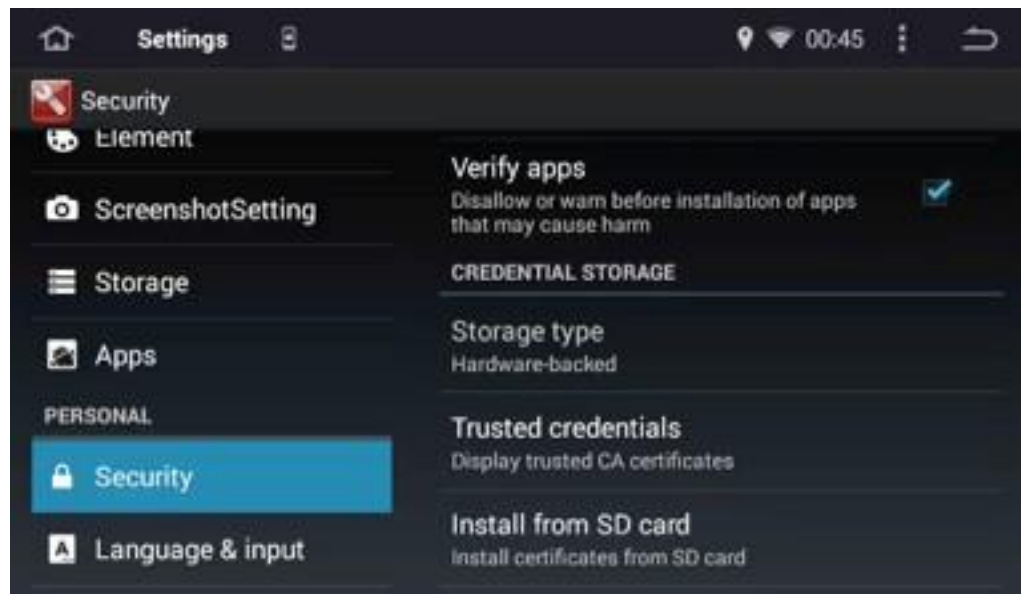 Settings
00:45
Security
Element
ScreenshotSetting
Storage
Apps
PERSONAL
Security
Language & input
Verify apps
Disallow or warn before installation of apps
that may cause harm
CREDENTIAL STORAGE
Storage type
Hardware-backed
Trusted credentials
Display trusted CA certificates
Install from SD card
Install certificates from SD card